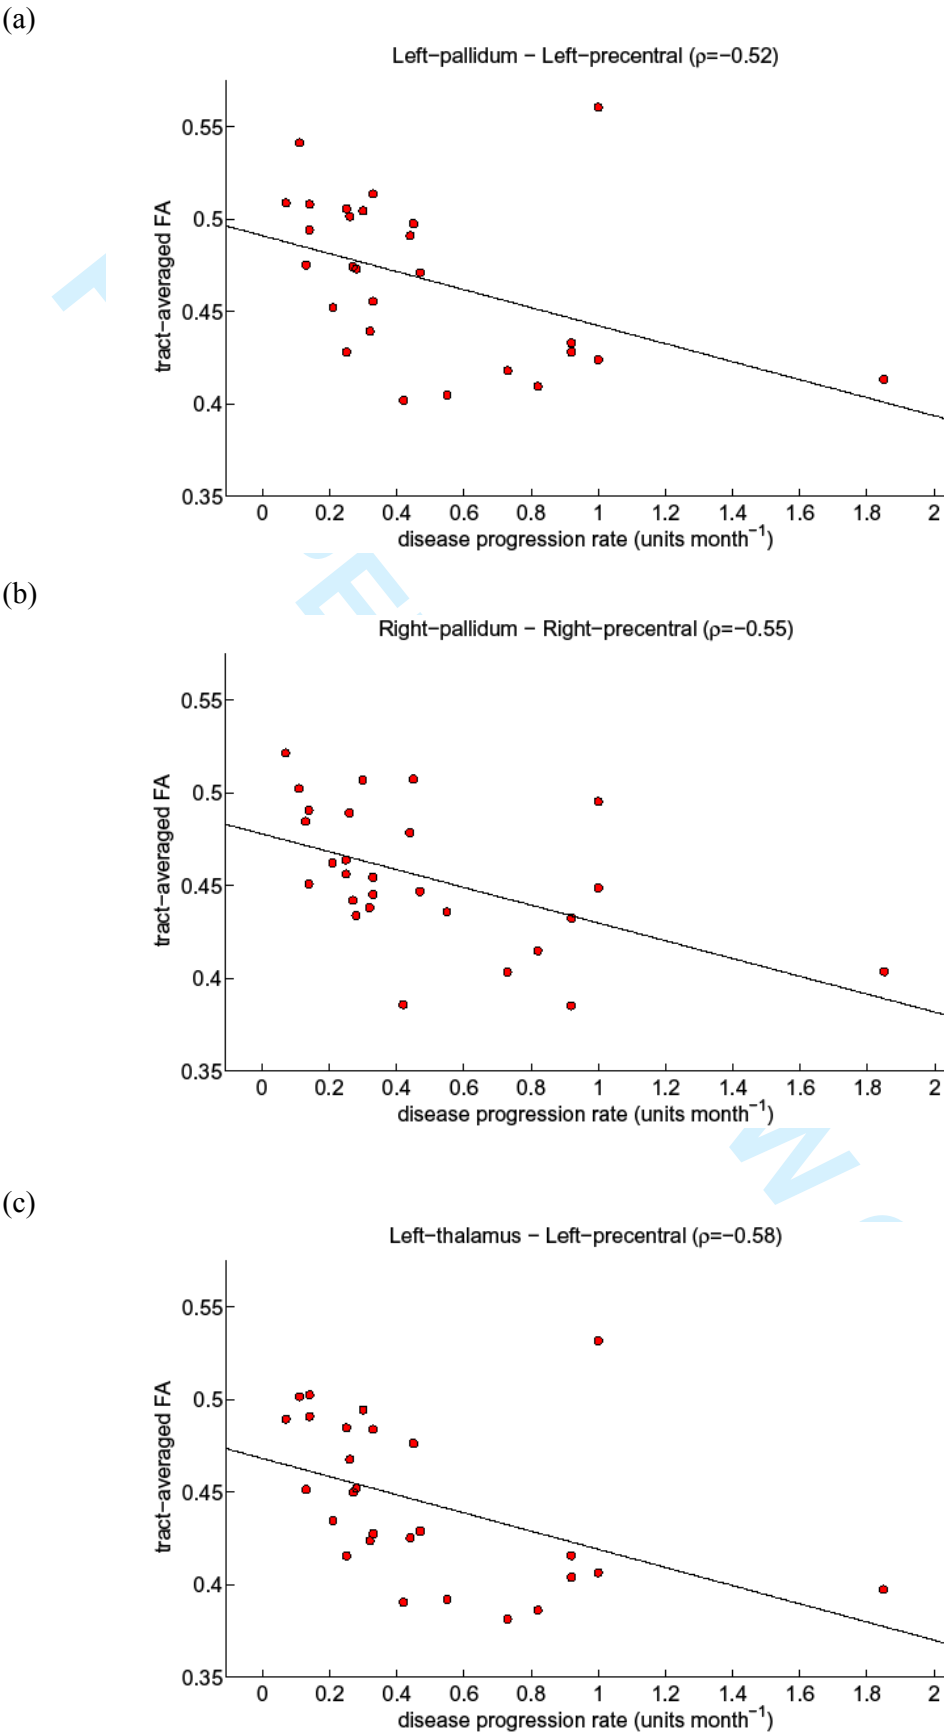 (a)
Left−pallidum − Left−precentral (ρ=−0.52)
0.55
0.5
0.45
0.4
0.35
tract−averaged FA
0 0.2 0.4 0.6 0.8 1 1.2 1.4 1.6 1.8 2
disease progression rate (units month⁻¹)
(b)
Right−pallidum − Right−precentral (ρ=−0.55)
0.55
0.5
0.45
0.4
0.35
tract−averaged FA
0 0.2 0.4 0.6 0.8 1 1.2 1.4 1.6 1.8 2
disease progression rate (units month⁻¹)
(c)
Left−thalamus − Left−precentral (ρ=−0.58)
0.55
0.5
0.45
0.4
0.35
tract−averaged FA
0 0.2 0.4 0.6 0.8 1 1.2 1.4 1.6 1.8 2
disease progression rate (units month⁻¹)